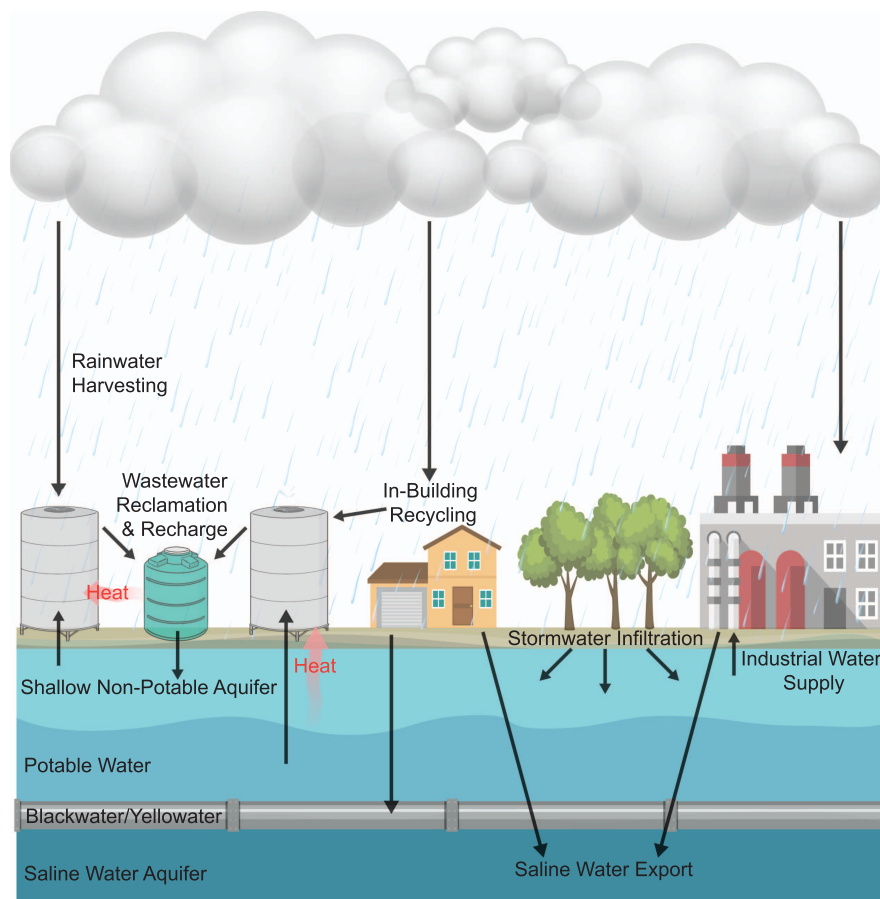 Rainwater
Harvesting
Wastewater
Reclamation
& Recharge
In-Building
Recycling
Heat
Stormwater Infiltration
Heat
Industrial Water
Supply
Shallow Non-Potable Aquifer
Potable Water
Blackwater/Yellowater
Saline Water Export
Saline Water Aquifer